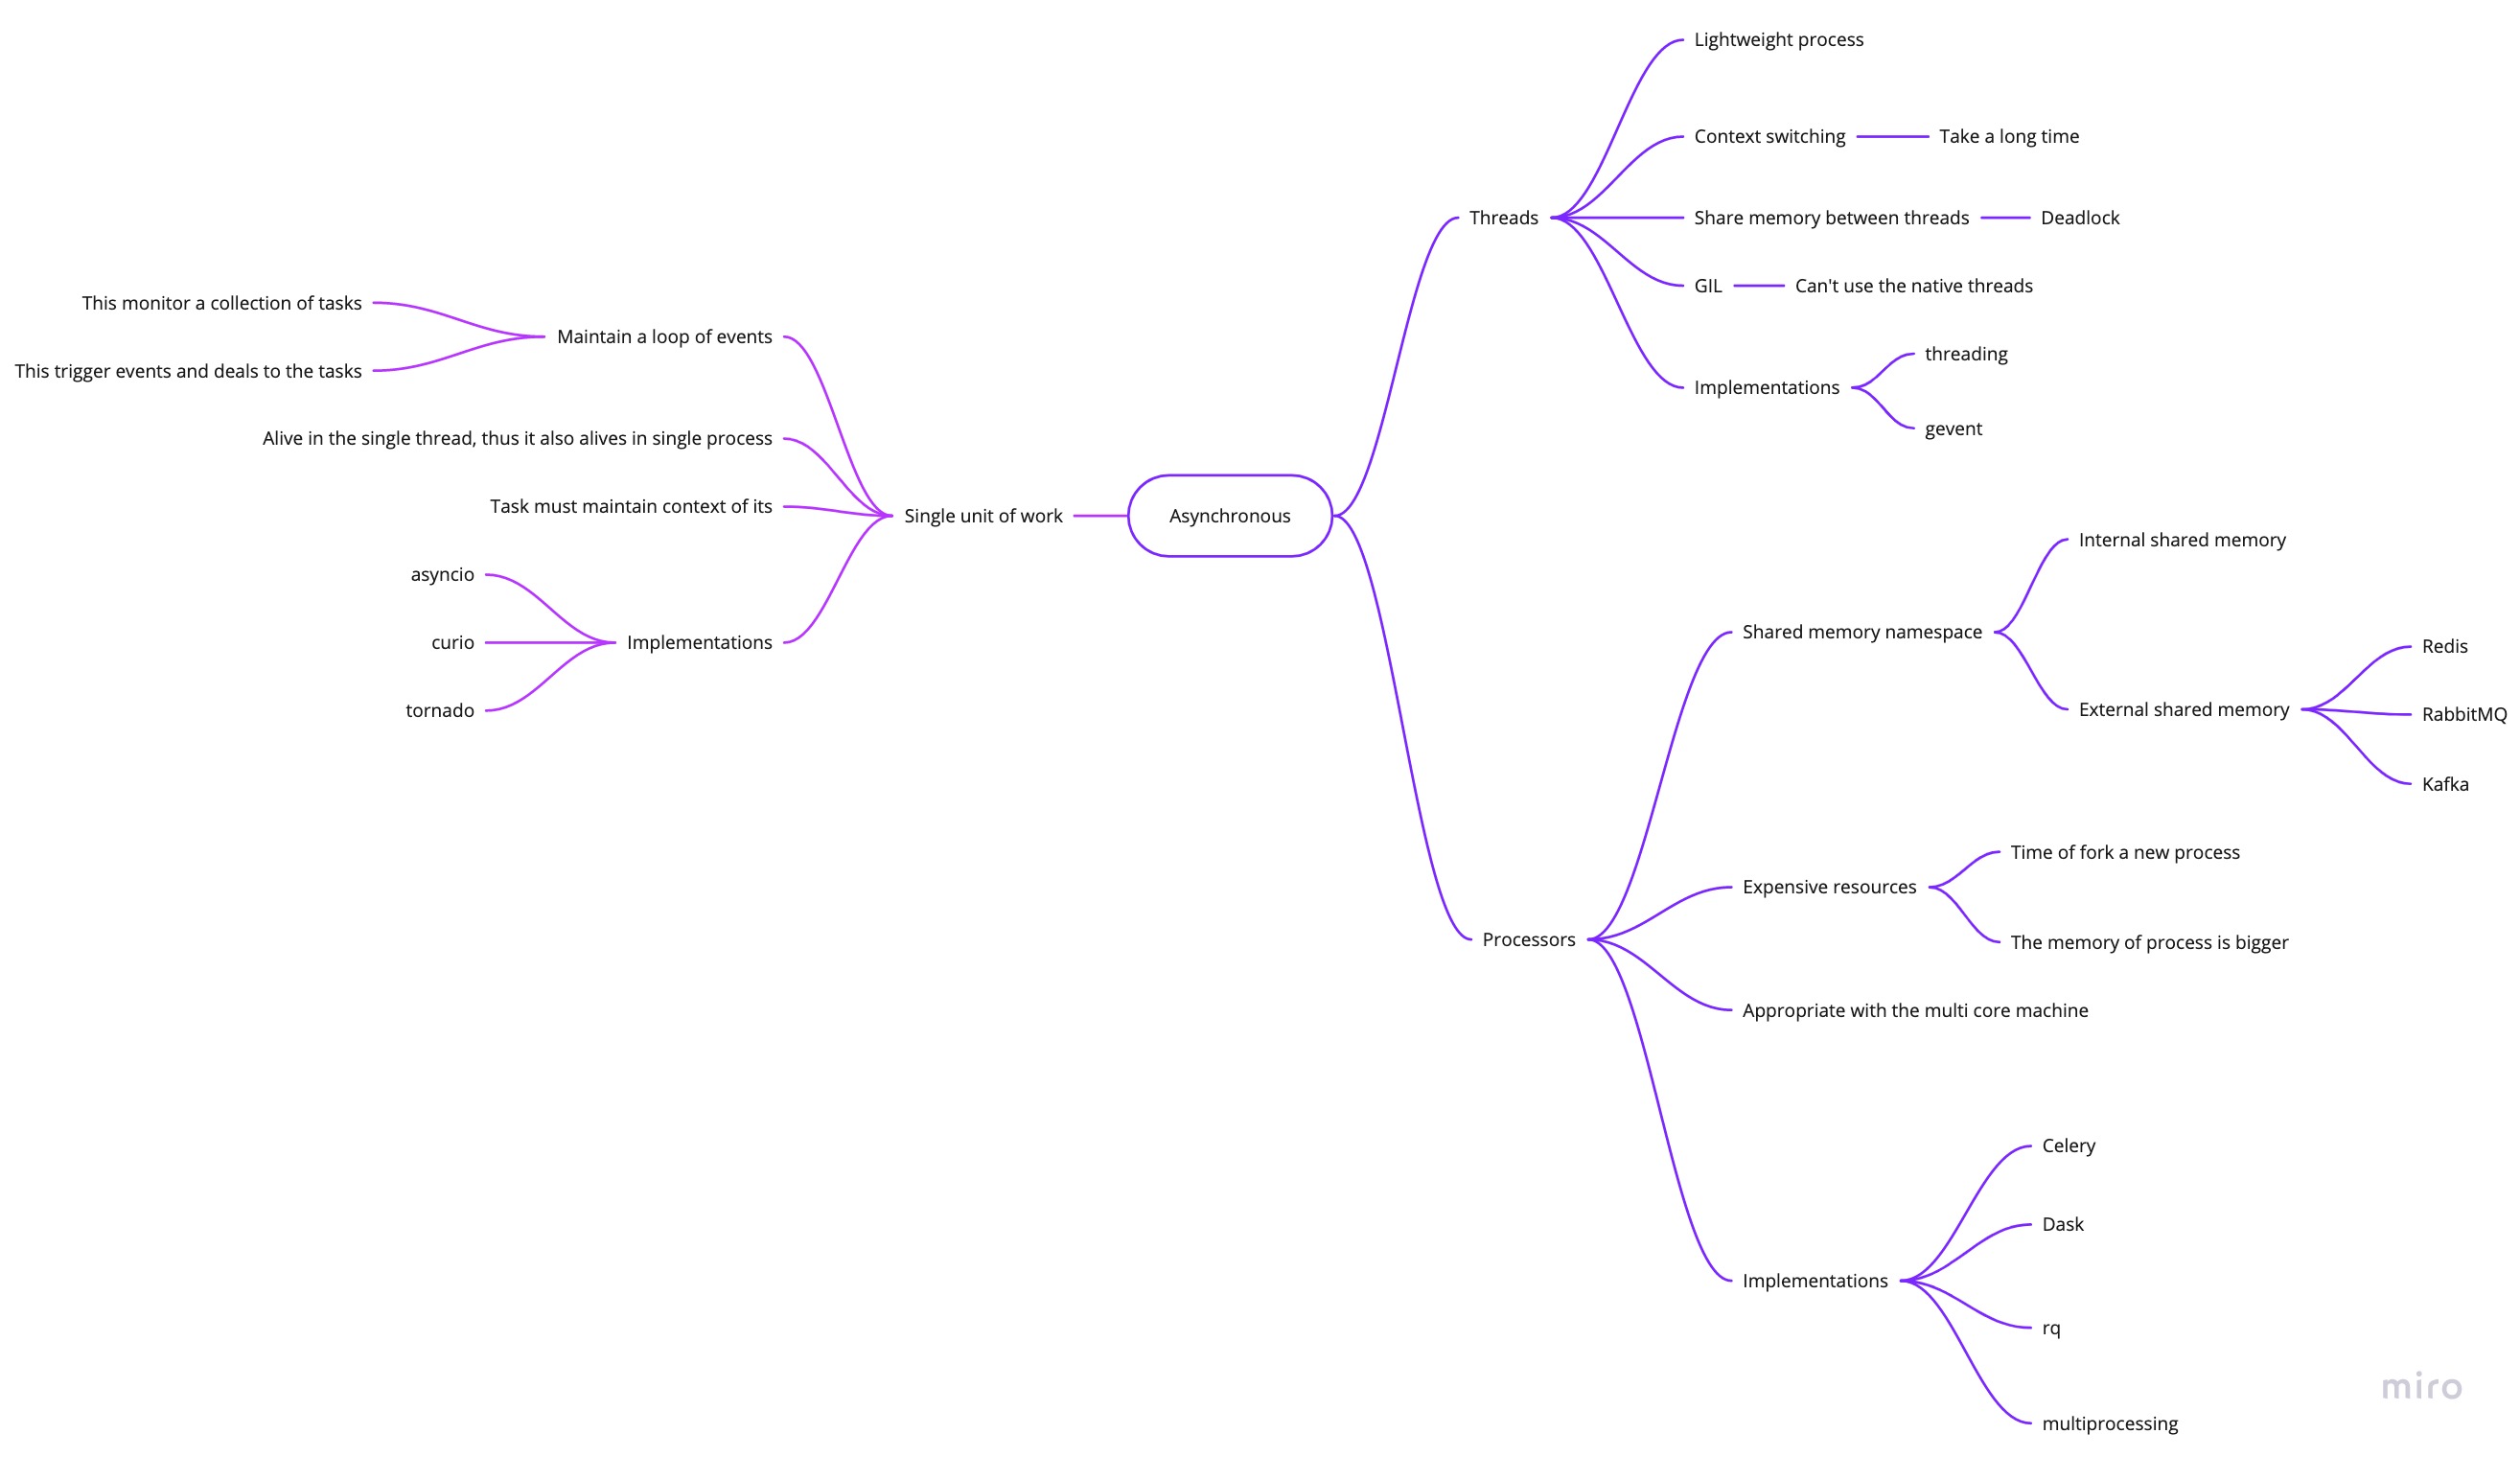 Asynchronous
Threads
Lightweight process
Context switching
Take a long time
Share memory between threads
Deadlock
GIL
Can't use the native threads
Implementations
threading
gevent
Processors
Shared memory namespace
Internal shared memory
External shared memory
Redis
RabbitMQ
Kafka
Expensive resources
Time of fork a new process
The memory of process is bigger
Appropriate with the multi core machine
Implementations
Celery
Dask
rq
multiprocessing
Single unit of work
Maintain a loop of events
This monitor a collection of tasks
This trigger events and deals to the tasks
Alive in the single thread, thus it also alives in single process
Task must maintain context of its
Implementations
asyncio
curio
tornado
miro